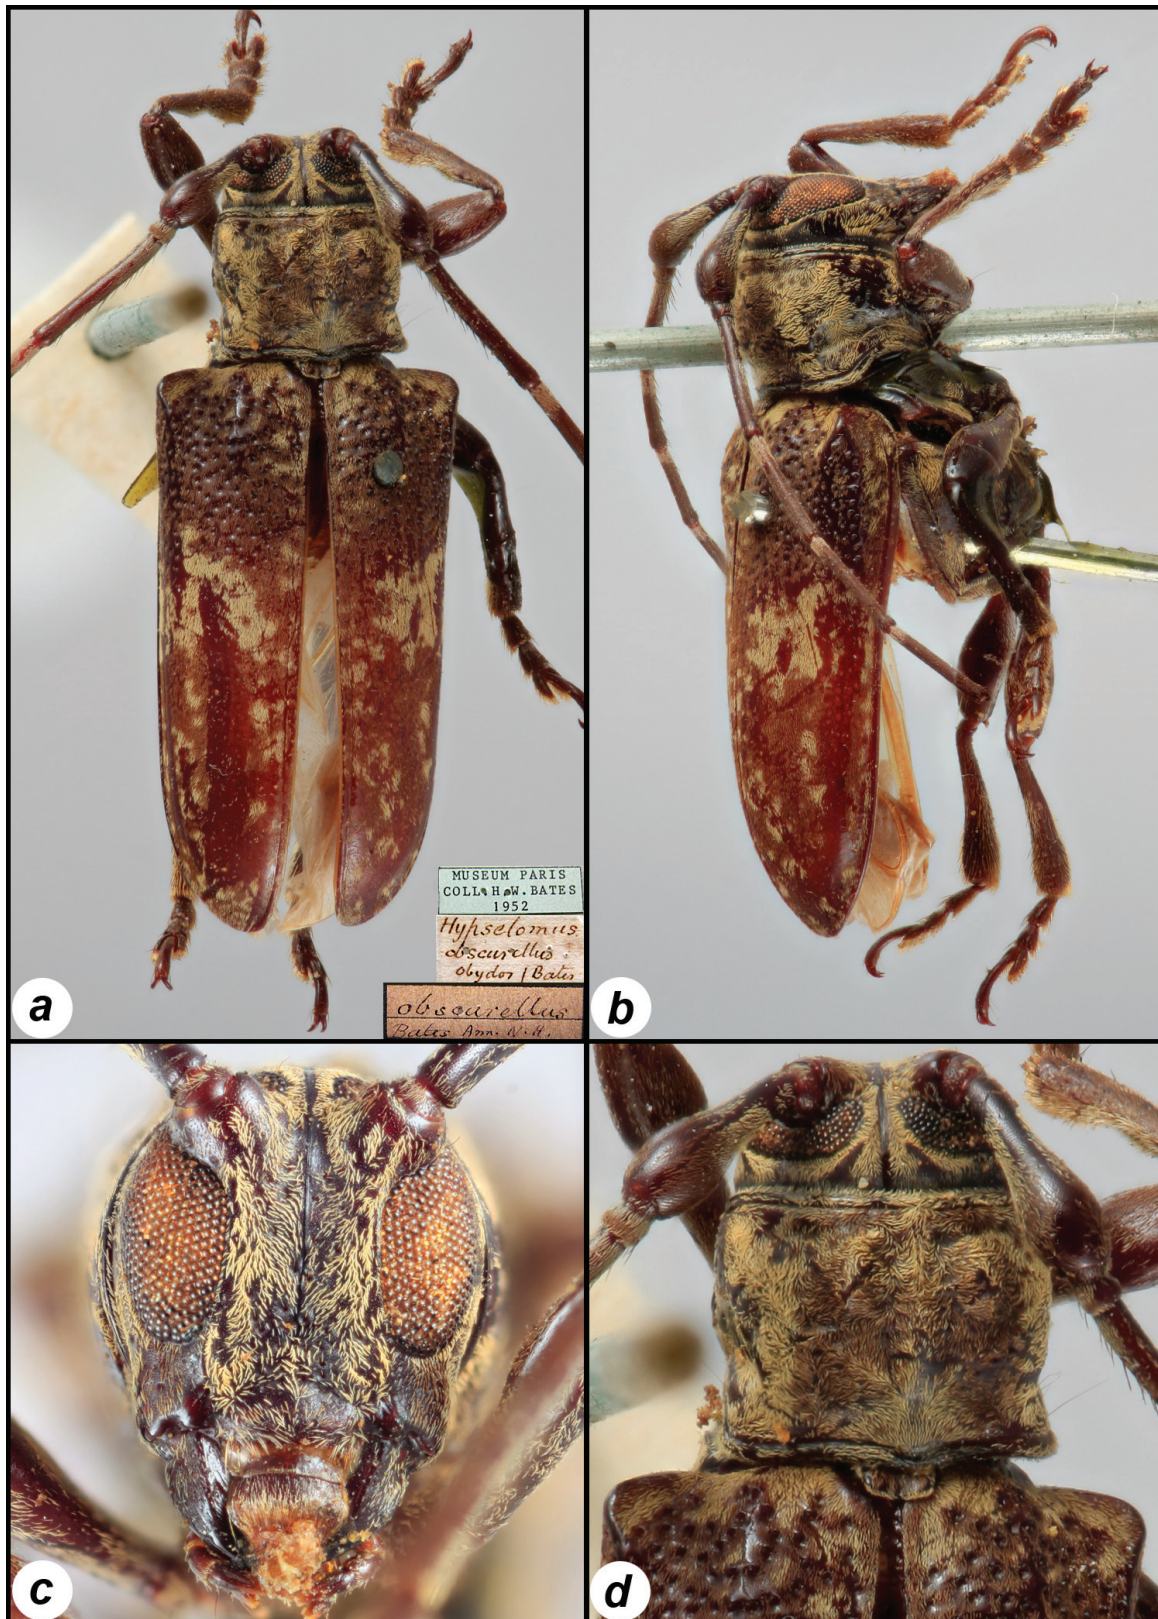 MUSEUM PARIS
COLL. H. W. BATES
1952
Hypselomus
obscurellus
Obydos / Bates
obscurellus
Bates Ann. N. H.
a
b
c
d